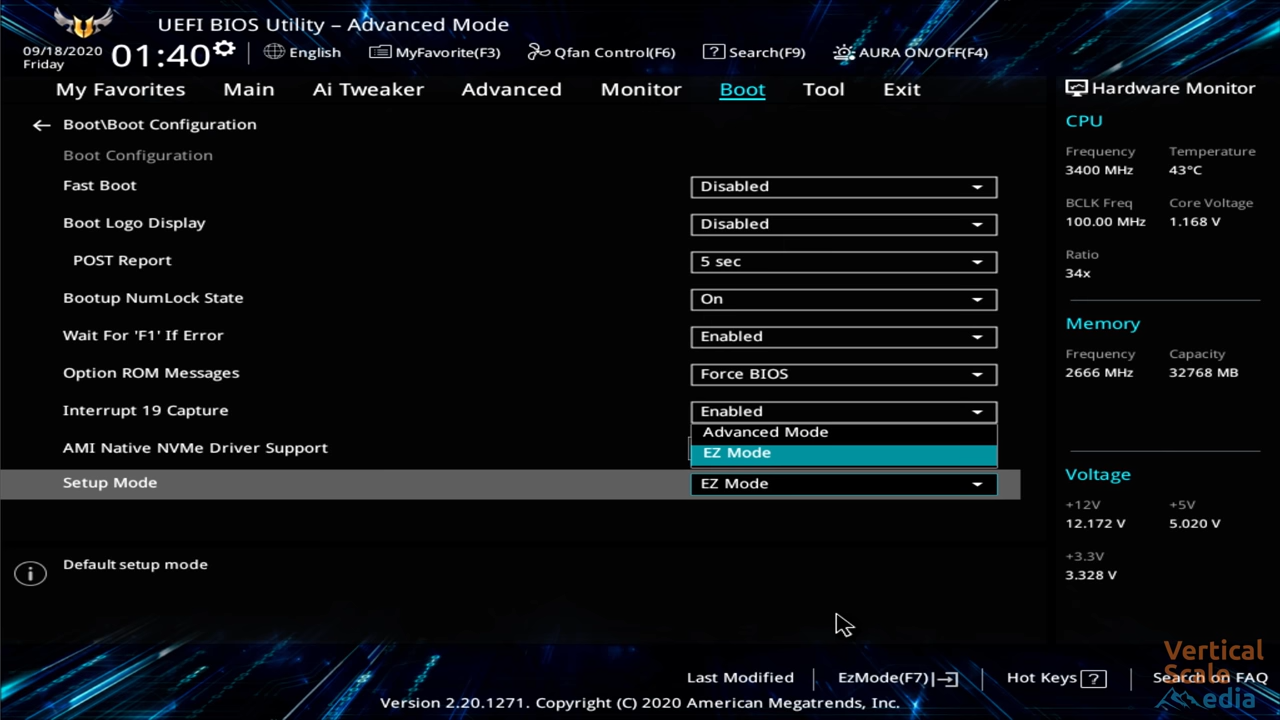 UEFI BIOS Utility – Advanced Mode
09/18/2020
Friday
01:40
English
MyFavorite(F3)
Qfan Control(F6)
? Search(F9)
AURA ON/OFF(F4)
My Favorites Main Ai Tweaker Advanced Monitor Boot Tool Exit
Boot\Boot Configuration
Boot Configuration
Fast Boot Disabled
Boot Logo Display Disabled
POST Report 5 sec
Bootup NumLock State On
Wait For 'F1' If Error Enabled
Option ROM Messages Force BIOS
Interrupt 19 Capture Enabled
Advanced Mode
AMI Native NVMe Driver Support EZ Mode
Setup Mode EZ Mode
Default setup mode
Hardware Monitor
CPU
Frequency Temperature
3400 MHz 43°C
BCLK Freq Core Voltage
100.00 MHz 1.168 V
Ratio
34x
Memory
Frequency Capacity
2666 MHz 32768 MB
Voltage
+12V +5V
12.172 V 5.020 V
+3.3V
3.328 V
Last Modified EzMode(F7) Hot Keys ? Search on FAQ
Version 2.20.1271. Copyright (C) 2020 American Megatrends, Inc.
Vertical
Scale
Media